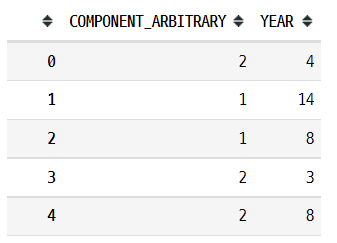 COMPONENT_ARBITRARY YEAR
0 2 4
1 1 14
2 1 8
3 2 3
4 2 8